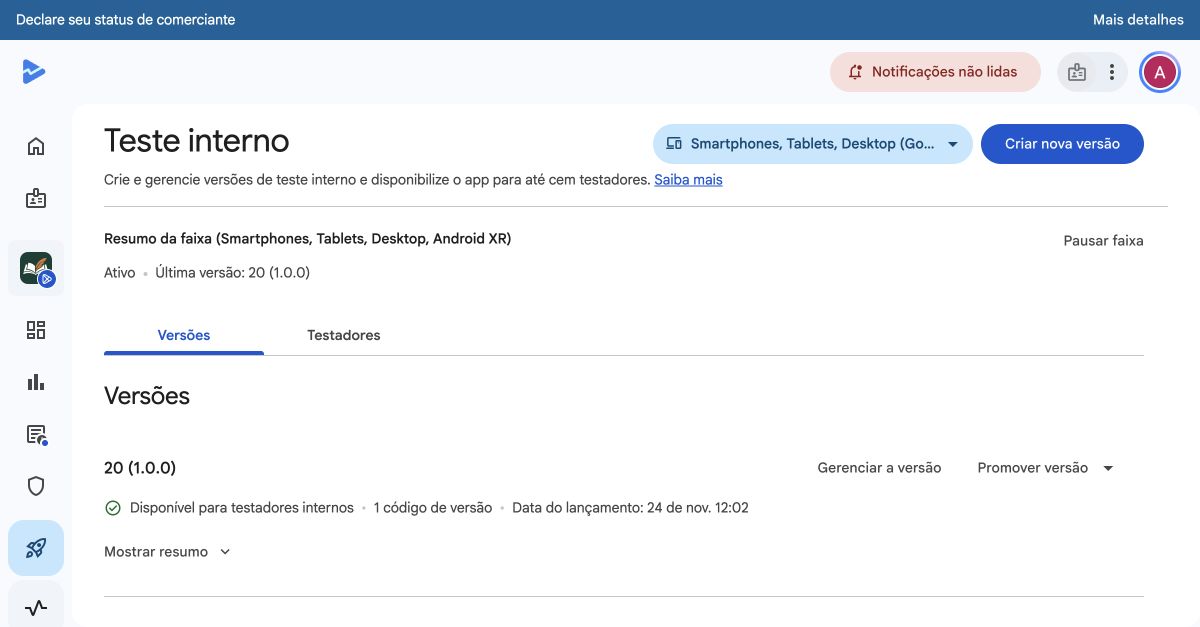 Declare seu status de comerciante
Mais detalhes
Notificações não lidas
A
Teste interno
Smartphones, Tablets, Desktop (Go...
Criar nova versão
Crie e gerencie versões de teste interno e disponibilize o app para até cem testadores. Saiba mais
Resumo da faixa (Smartphones, Tablets, Desktop, Android XR)
Pausar faixa
Ativo • Última versão: 20 (1.0.0)
Versões
Testadores
Versões
20 (1.0.0)
Gerenciar a versão
Promover versão
Disponível para testadores internos • 1 código de versão • Data do lançamento: 24 de nov. 12:02
Mostrar resumo